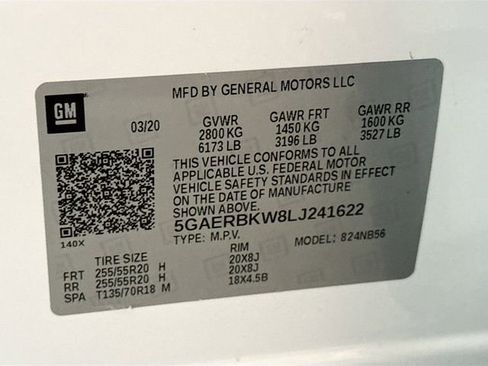 MFD BY GENERAL MOTORS LLC
GM
03/20 GVWR GAWR FRT GAWR RR
2800 KG 1450 KG 1600 KG
6173 LB 3196 LB 3527 LB
THIS VEHICLE CONFORMS TO ALL
APPLICABLE U.S. FEDERAL MOTOR
VEHICLE SAFETY STANDARDS IN EFFECT
ON THE DATE OF MANUFACTURE
SHOWN ABOVE.
5GAERBKW8LJ241622
140X
TYPE: M.P.V. MODEL: 824NB56
TIRE SIZE RIM
FRT 255/55R20 H 20X8J
RR 255/55R20 H 20X8J
SPA T135/70R18 M 18X4.5B